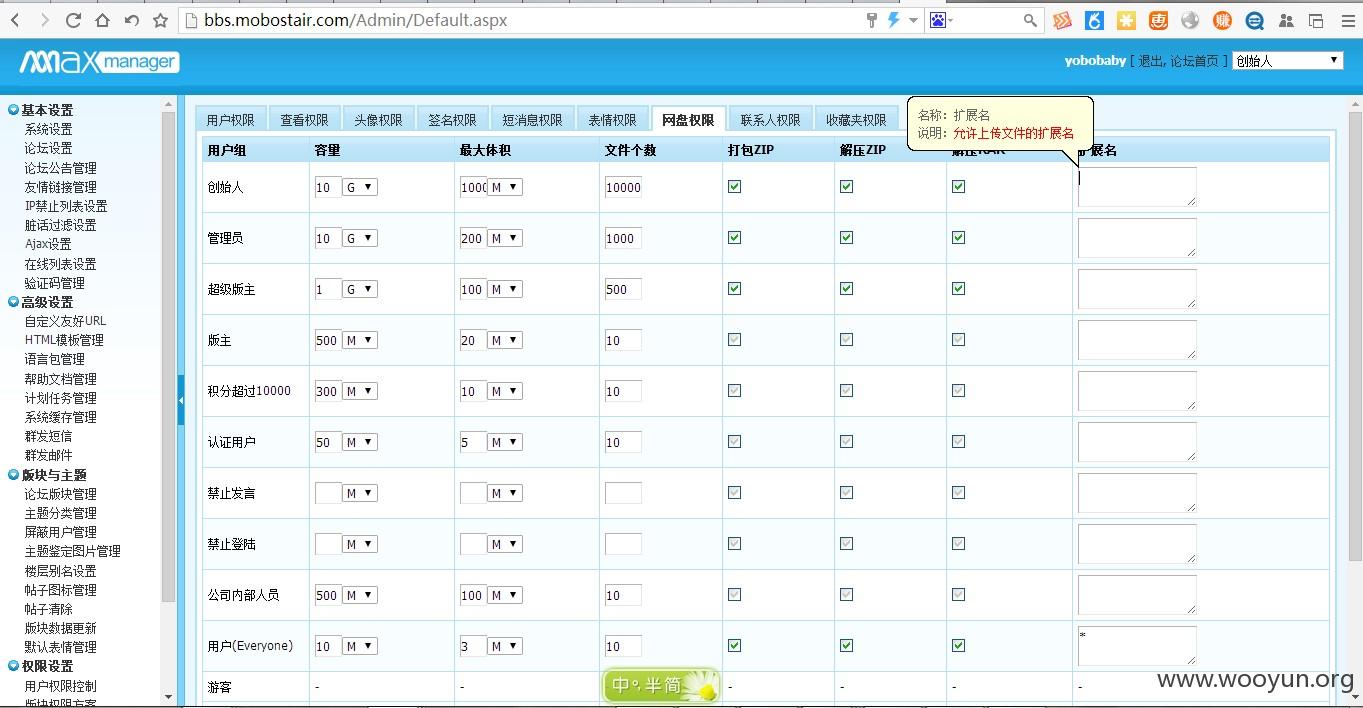 bbs.mobostair.com/Admin/Default.aspx
max manager
yobobaby [ 退出, 论坛首页 ] 创始人
基本设置
系统设置
论坛设置
论坛公告管理
友情链接管理
IP禁止列表设置
脏话过滤设置
Ajax设置
在线列表设置
验证码管理
高级设置
自定义友好URL
HTML模板管理
语言包管理
帮助文档管理
计划任务管理
系统缓存管理
群发短信
群发邮件
版块与主题
论坛版块管理
主题分类管理
屏蔽用户管理
主题鉴定图片管理
楼层别名设置
帖子图标管理
帖子清除
版块数据更新
默认表情管理
权限设置
用户权限控制
版块权限方案
用户权限 查看权限 头像权限 签名权限 短消息权限 表情权限 网盘权限 联系人权限 收藏夹权限
名称：扩展名
说明：允许上传文件的扩展名
用户组 容量 最大体积 文件个数 打包ZIP 解压ZIP 解压RAR 扩展名
创始人 10 G 1000 M 10000
管理员 10 G 200 M 1000
超级版主 1 G 100 M 500
版主 500 M 20 M 10
积分超过10000 300 M 10 M 10
认证用户 50 M 5 M 10
禁止发言 M M
禁止登陆 M M
公司内部人员 500 M 100 M 10
用户(Everyone) 10 M 3 M 10 *
游客 - - - - - - -
中 半 简
www.wooyun.org